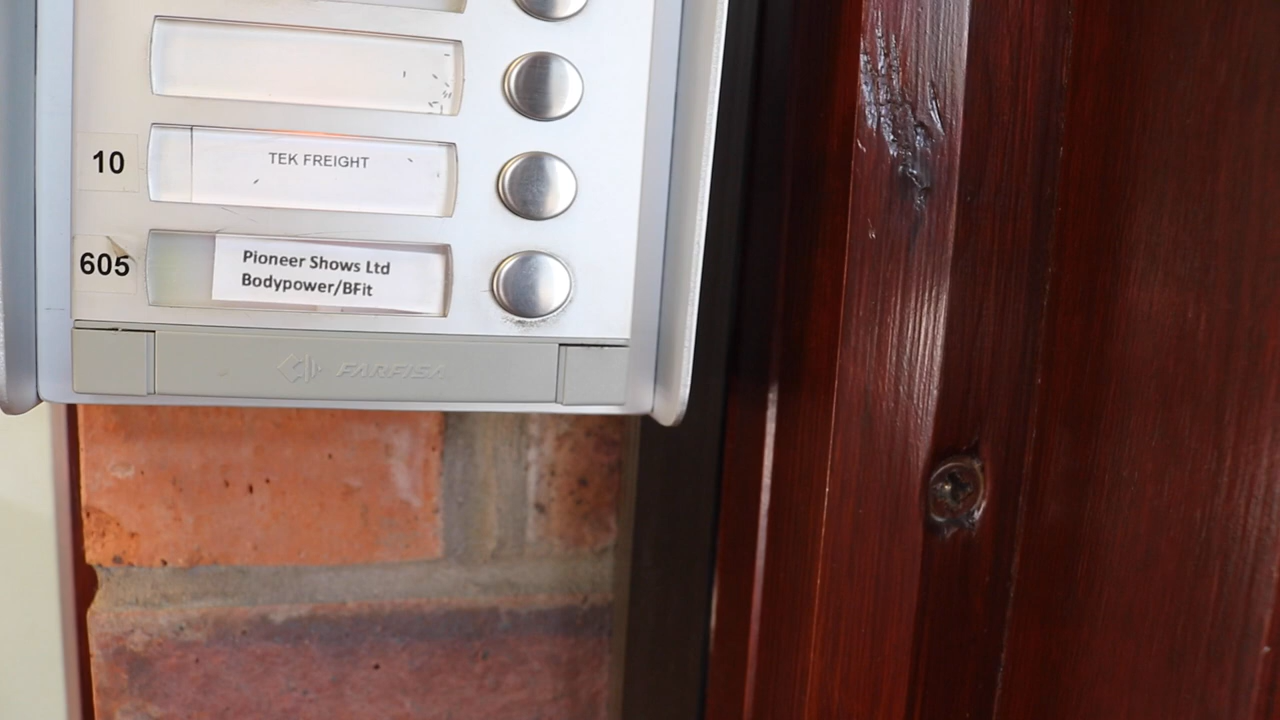 10
TEK FREIGHT
605
Pioneer Shows Ltd
Bodypower/BFit
FARFISA